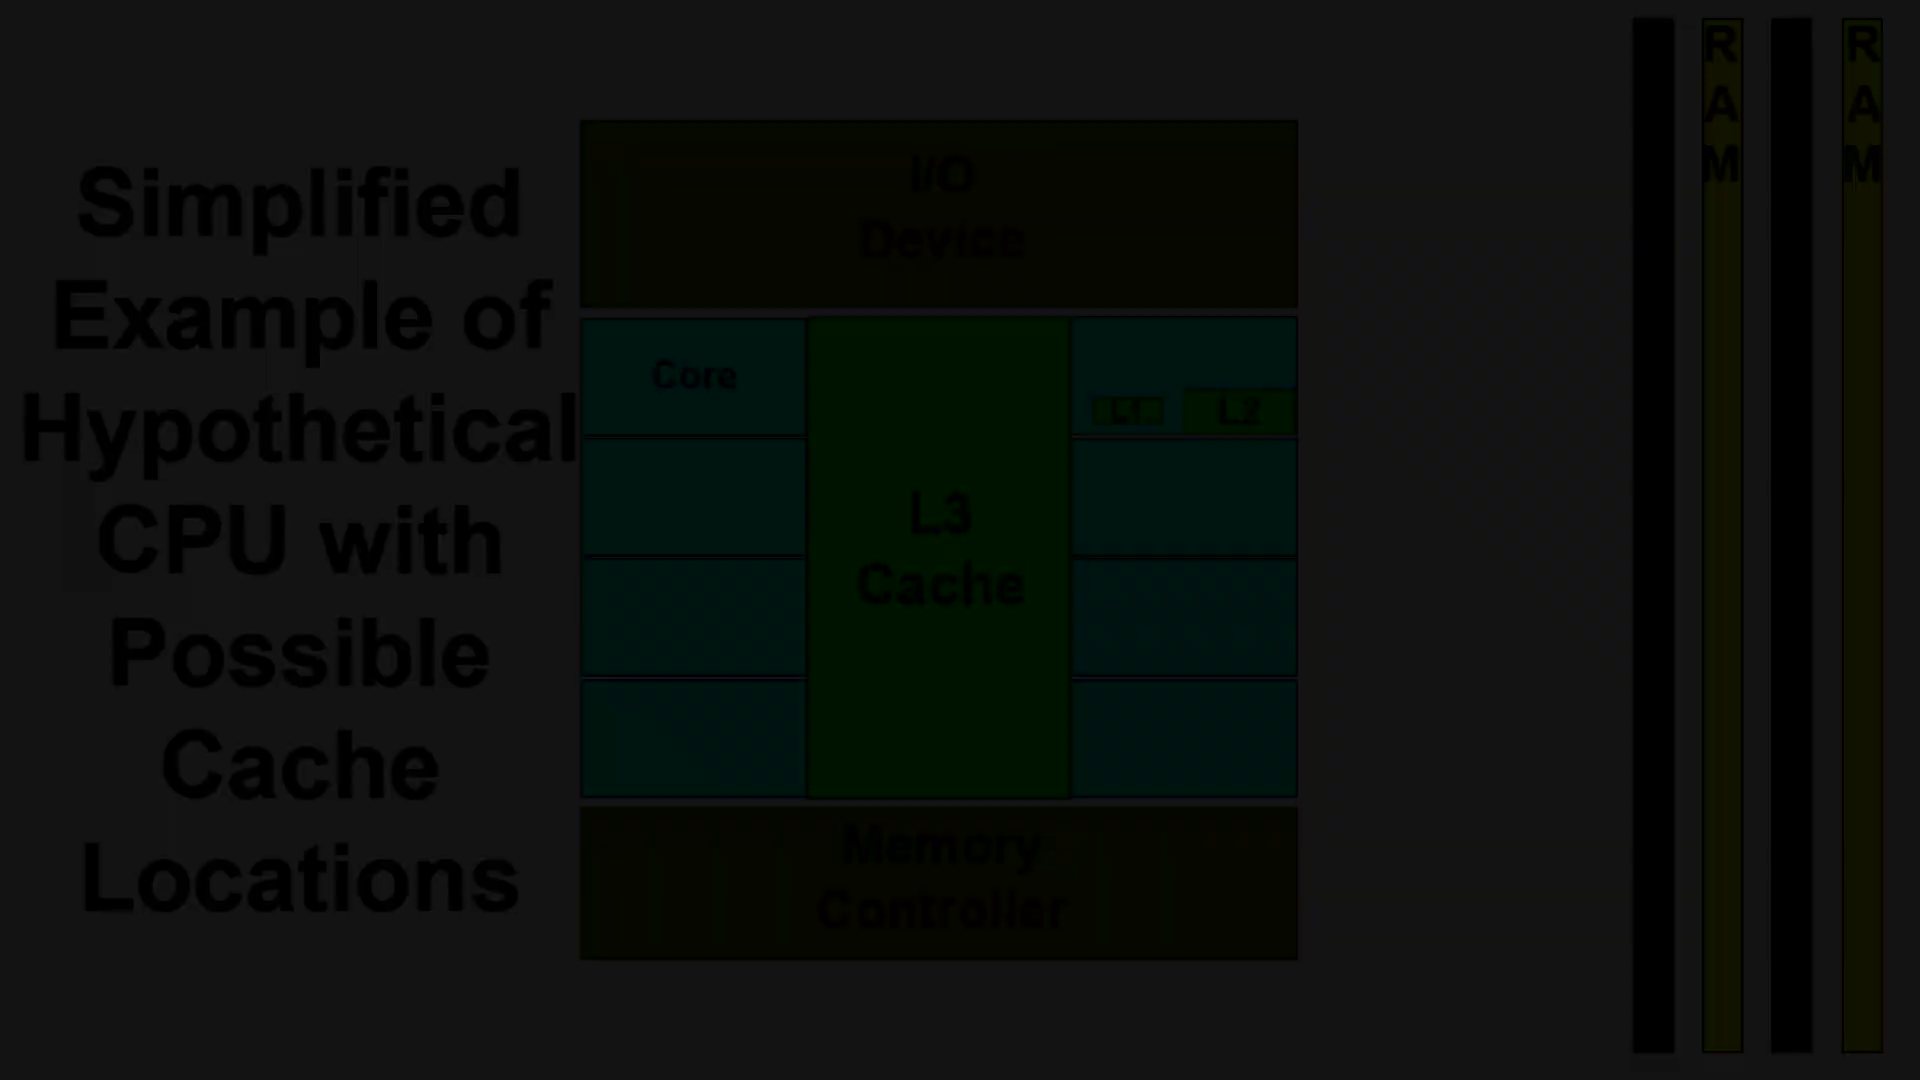 Simplified
Example of
Hypothetical
CPU with
Possible
Cache
Locations
I/O
Device
Core
L3
Cache
L1
L2
Memory
Controller
R
A
M
R
A
M